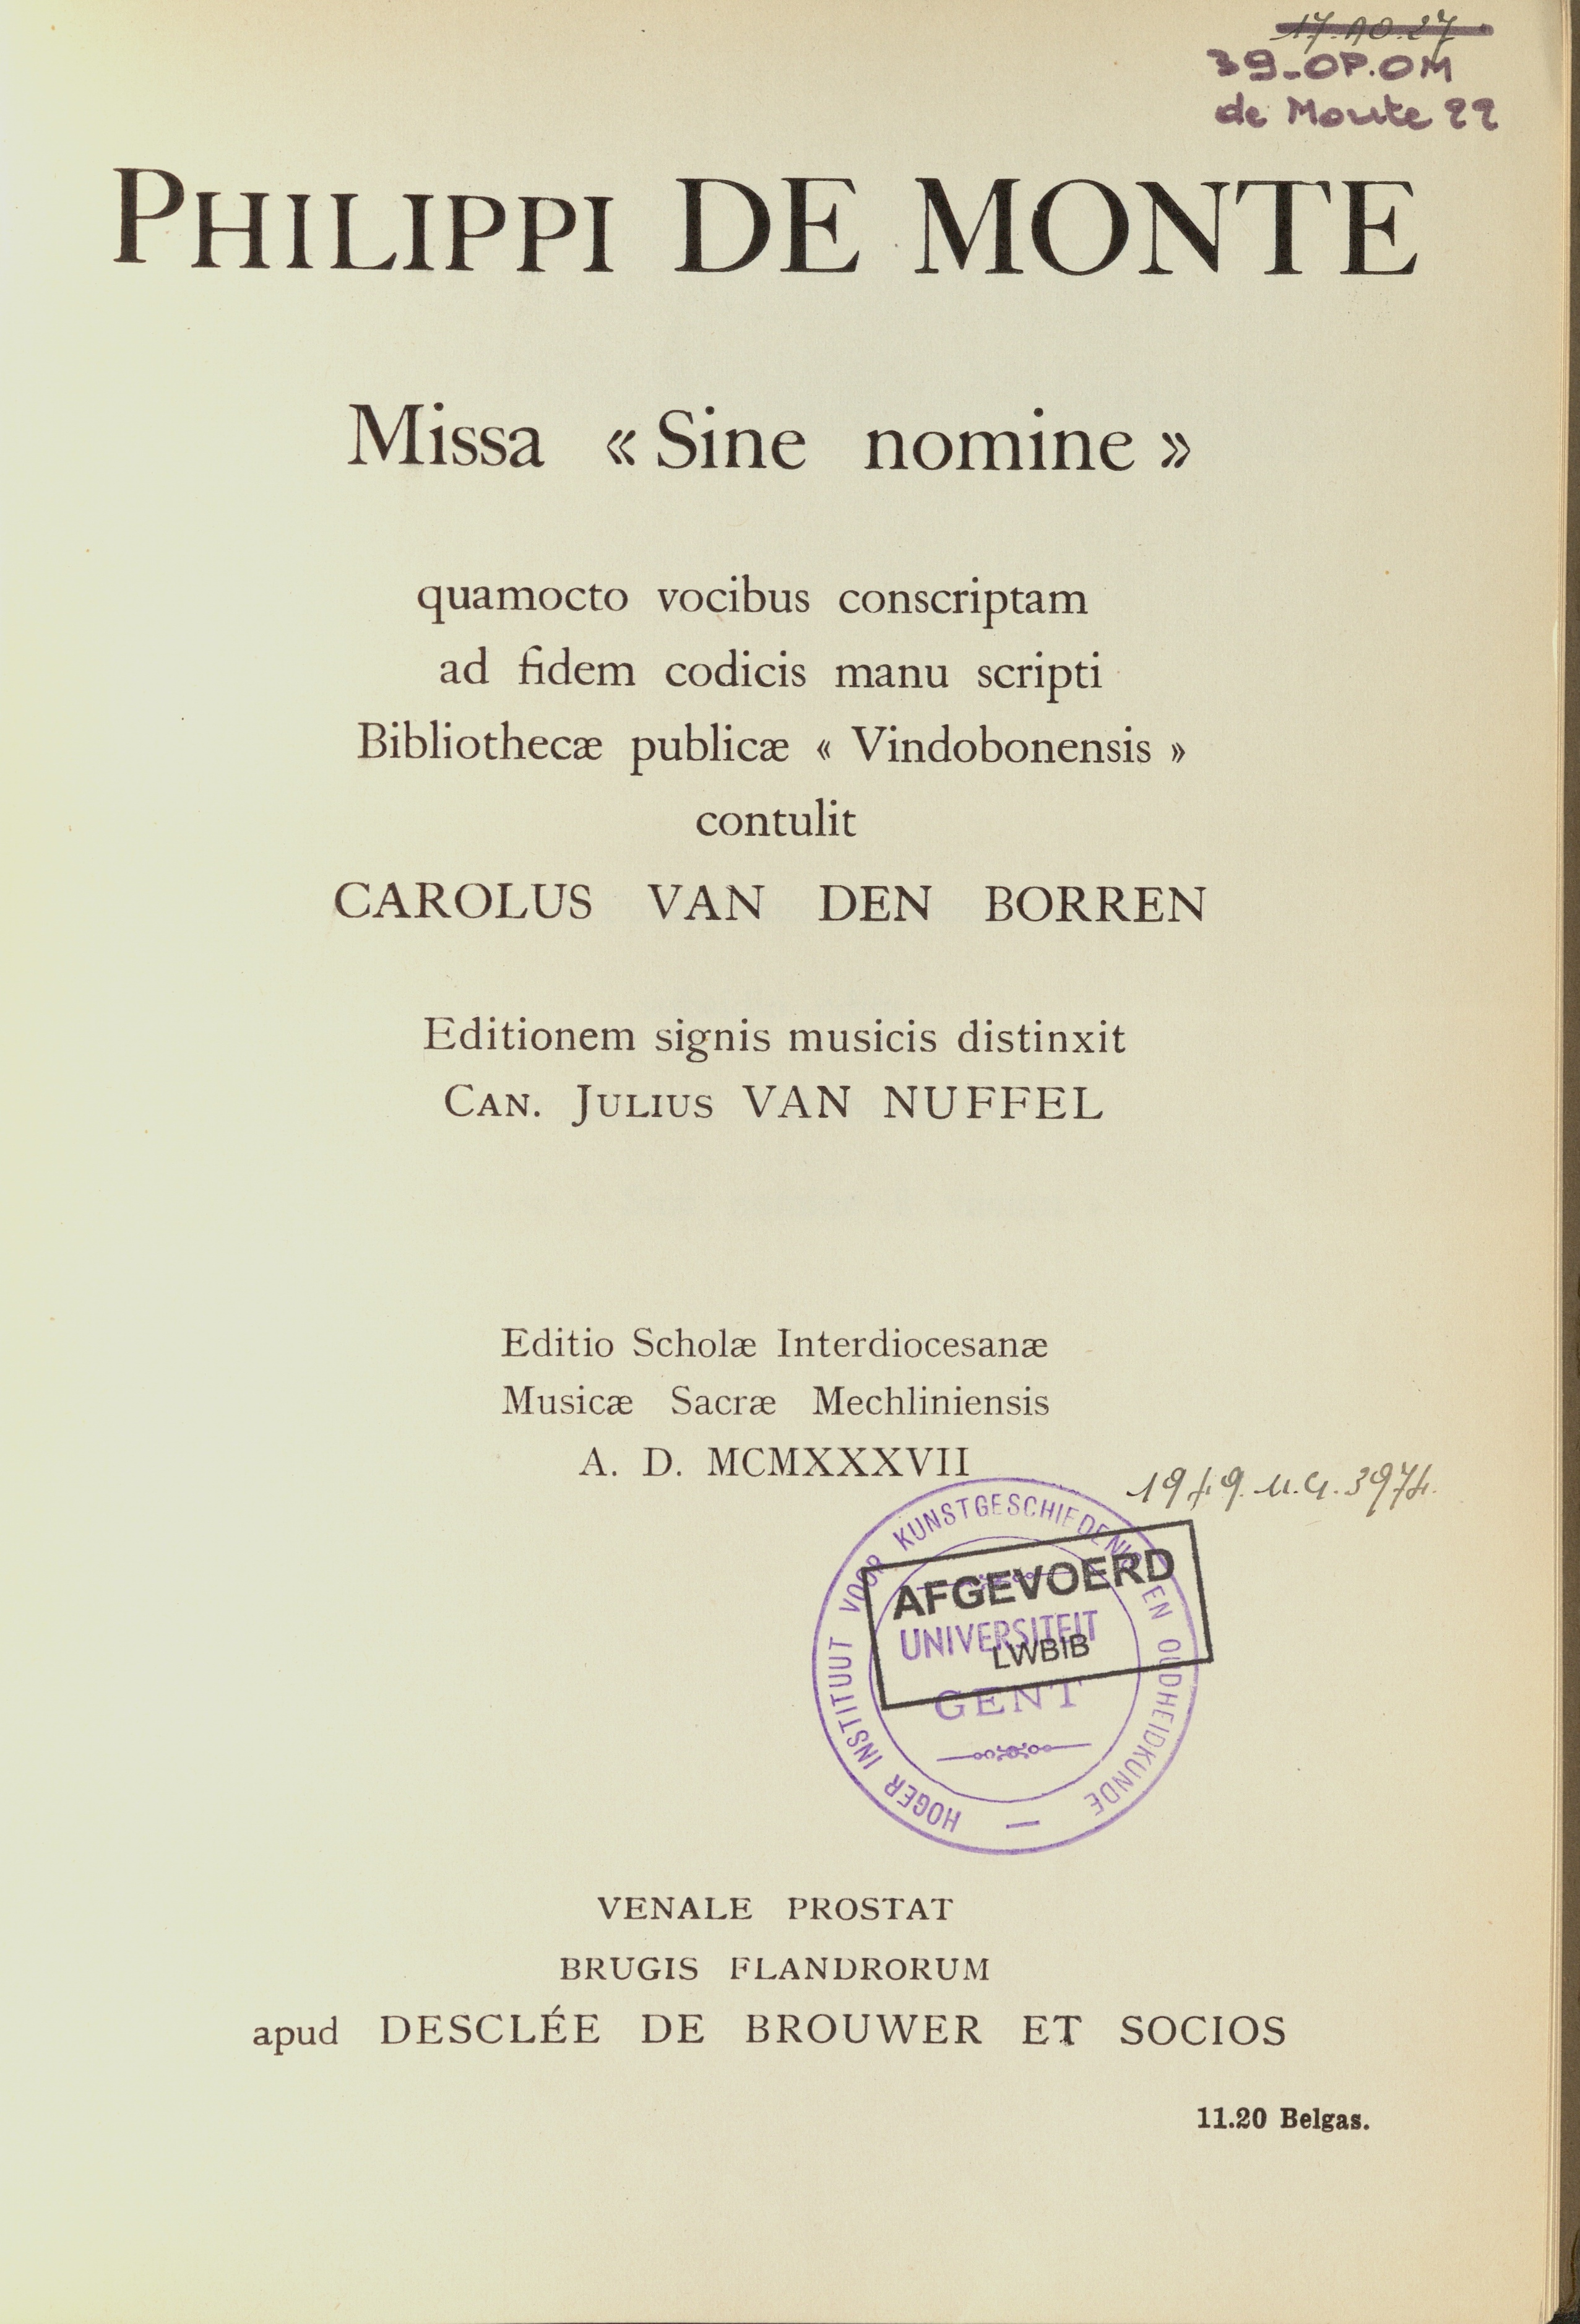 17.AO.27
39-OP.OM
de Monte 22
PHILIPPI DE MONTE
Missa « Sine nomine »
quamocto vocibus conscriptam
ad fidem codicis manu scripti
Bibliothecæ publicæ « Vindobonensis »
contulit
CAROLUS VAN DEN BORREN
Editionem signis musicis distinxit
CAN. JULIUS VAN NUFFEL
Editio Scholæ Interdiocesanæ
Musicæ Sacræ Mechliniensis
A. D. MCMXXXVII
HOGER INSTITUUT VOOR KUNSTGESCHIEDENIS EN OUDHEIDKUNDE
AFGEVOERD
UNIVERSITEIT
LWBIB
GENT
VENALE PROSTAT
BRUGIS FLANDRORUM
apud DESCLÉE DE BROUWER ET SOCIOS
11.20 Belgas.